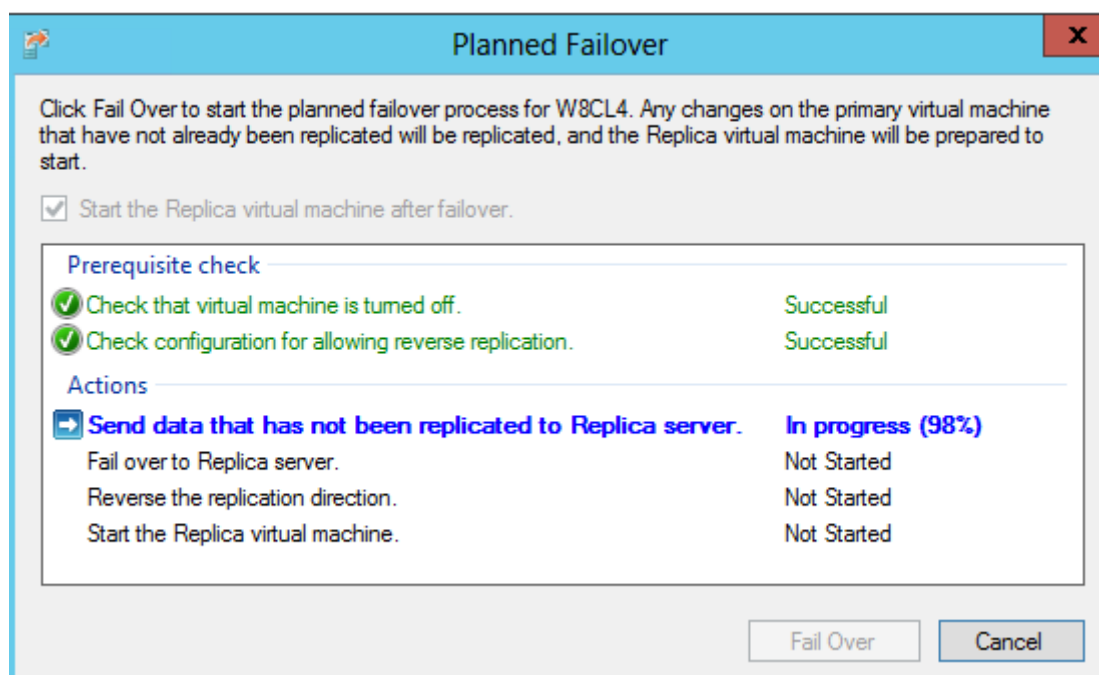 Planned Failover
x
Click Fail Over to start the planned failover process for W8CL4. Any changes on the primary virtual machine
that have not already been replicated will be replicated, and the Replica virtual machine will be prepared to
start.
Start the Replica virtual machine after failover.
Prerequisite check
Check that virtual machine is turned off. Successful
Check configuration for allowing reverse replication. Successful
Actions
Send data that has not been replicated to Replica server. In progress (98%)
Fail over to Replica server. Not Started
Reverse the replication direction. Not Started
Start the Replica virtual machine. Not Started
Fail Over Cancel